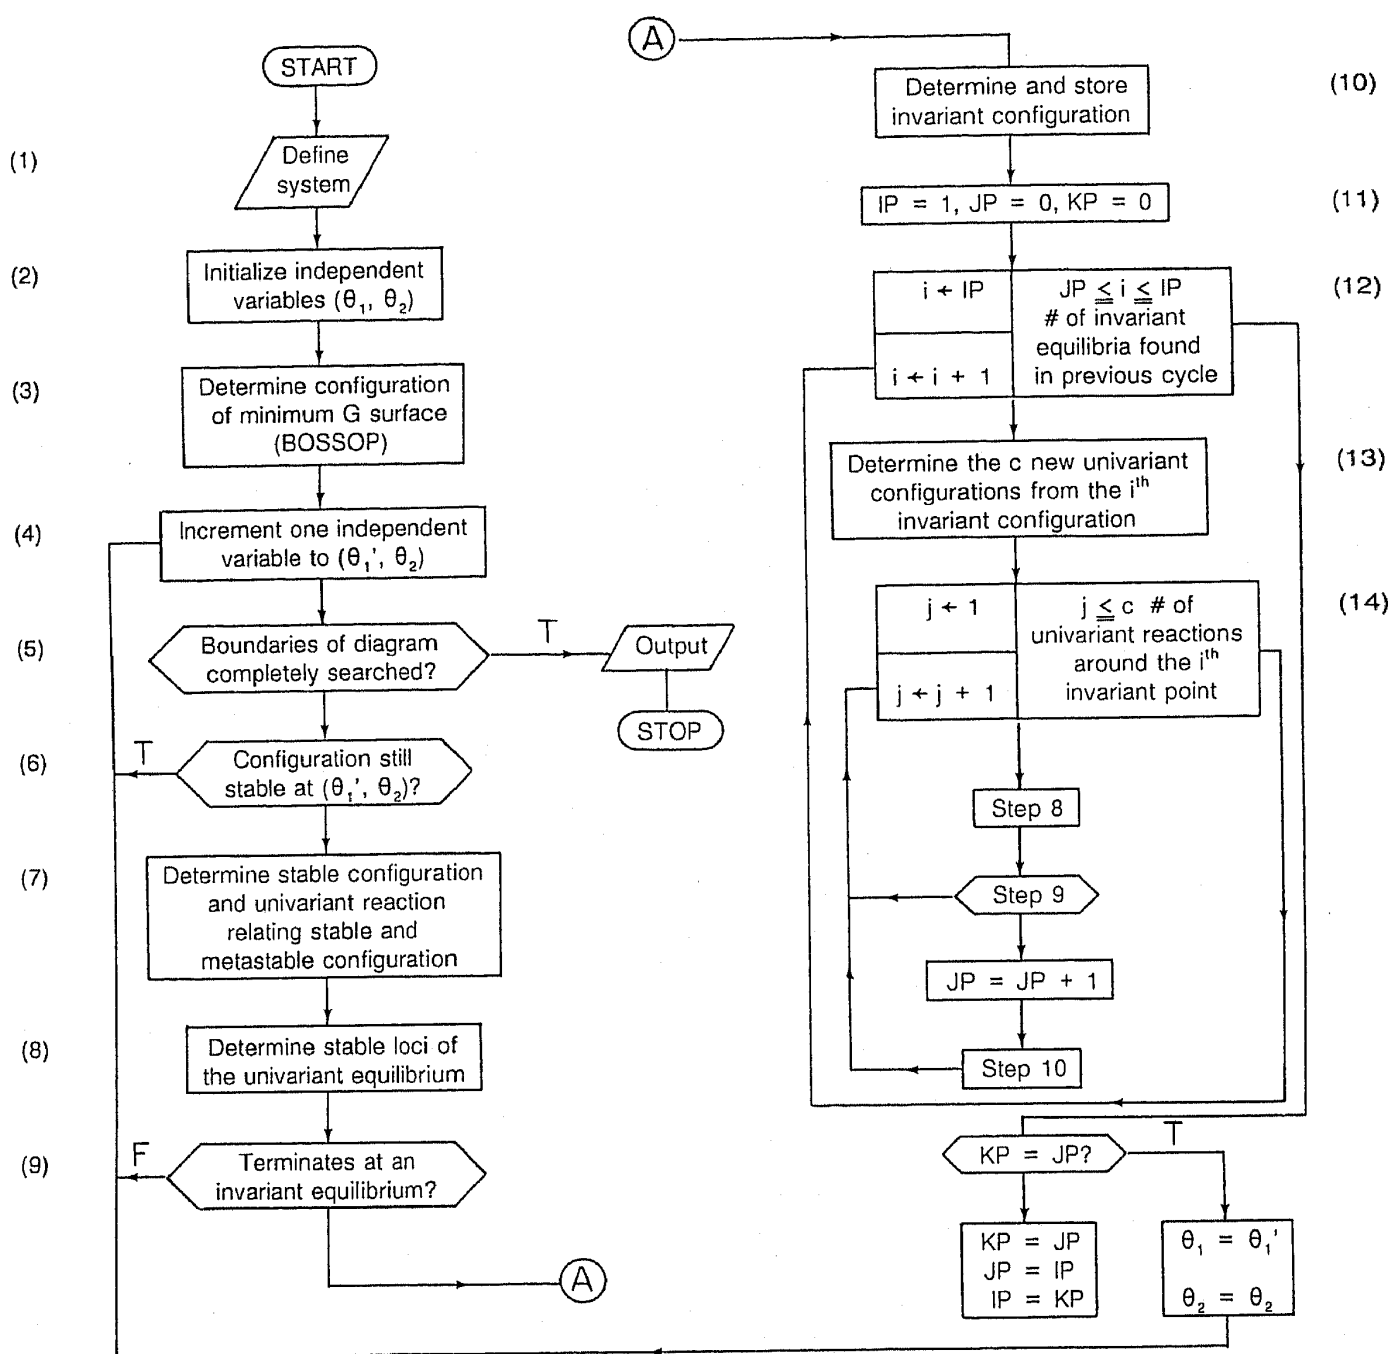 START
(1)
Define
system
(2)
Initialize independent
variables (θ₁, θ₂)
(3)
Determine configuration
of minimum G surface
(BOSSOP)
(4)
Increment one independent
variable to (θ₁', θ₂)
(5)
Boundaries of diagram
completely searched?
T
Output
STOP
(6)
T
Configuration still
stable at (θ₁', θ₂)?
(7)
Determine stable configuration
and univariant reaction
relating stable and
metastable configuration
(8)
Determine stable loci of
the univariant equilibrium
(9)
F
Terminates at an
invariant equilibrium?
A
A
Determine and store
invariant configuration
(10)
IP = 1, JP = 0, KP = 0
(11)
i ← IP
i ← i + 1
JP ≦ i ≦ IP
# of invariant
equilibria found
in previous cycle
(12)
Determine the c new univariant
configurations from the iᵗʰ
invariant configuration
(13)
j ← 1
j ← j + 1
j ≦ c # of
univariant reactions
around the iᵗʰ
invariant point
(14)
Step 8
Step 9
JP = JP + 1
Step 10
KP = JP?
T
KP = JP
JP = IP
IP = KP
θ₁ = θ₁'
θ₂ = θ₂